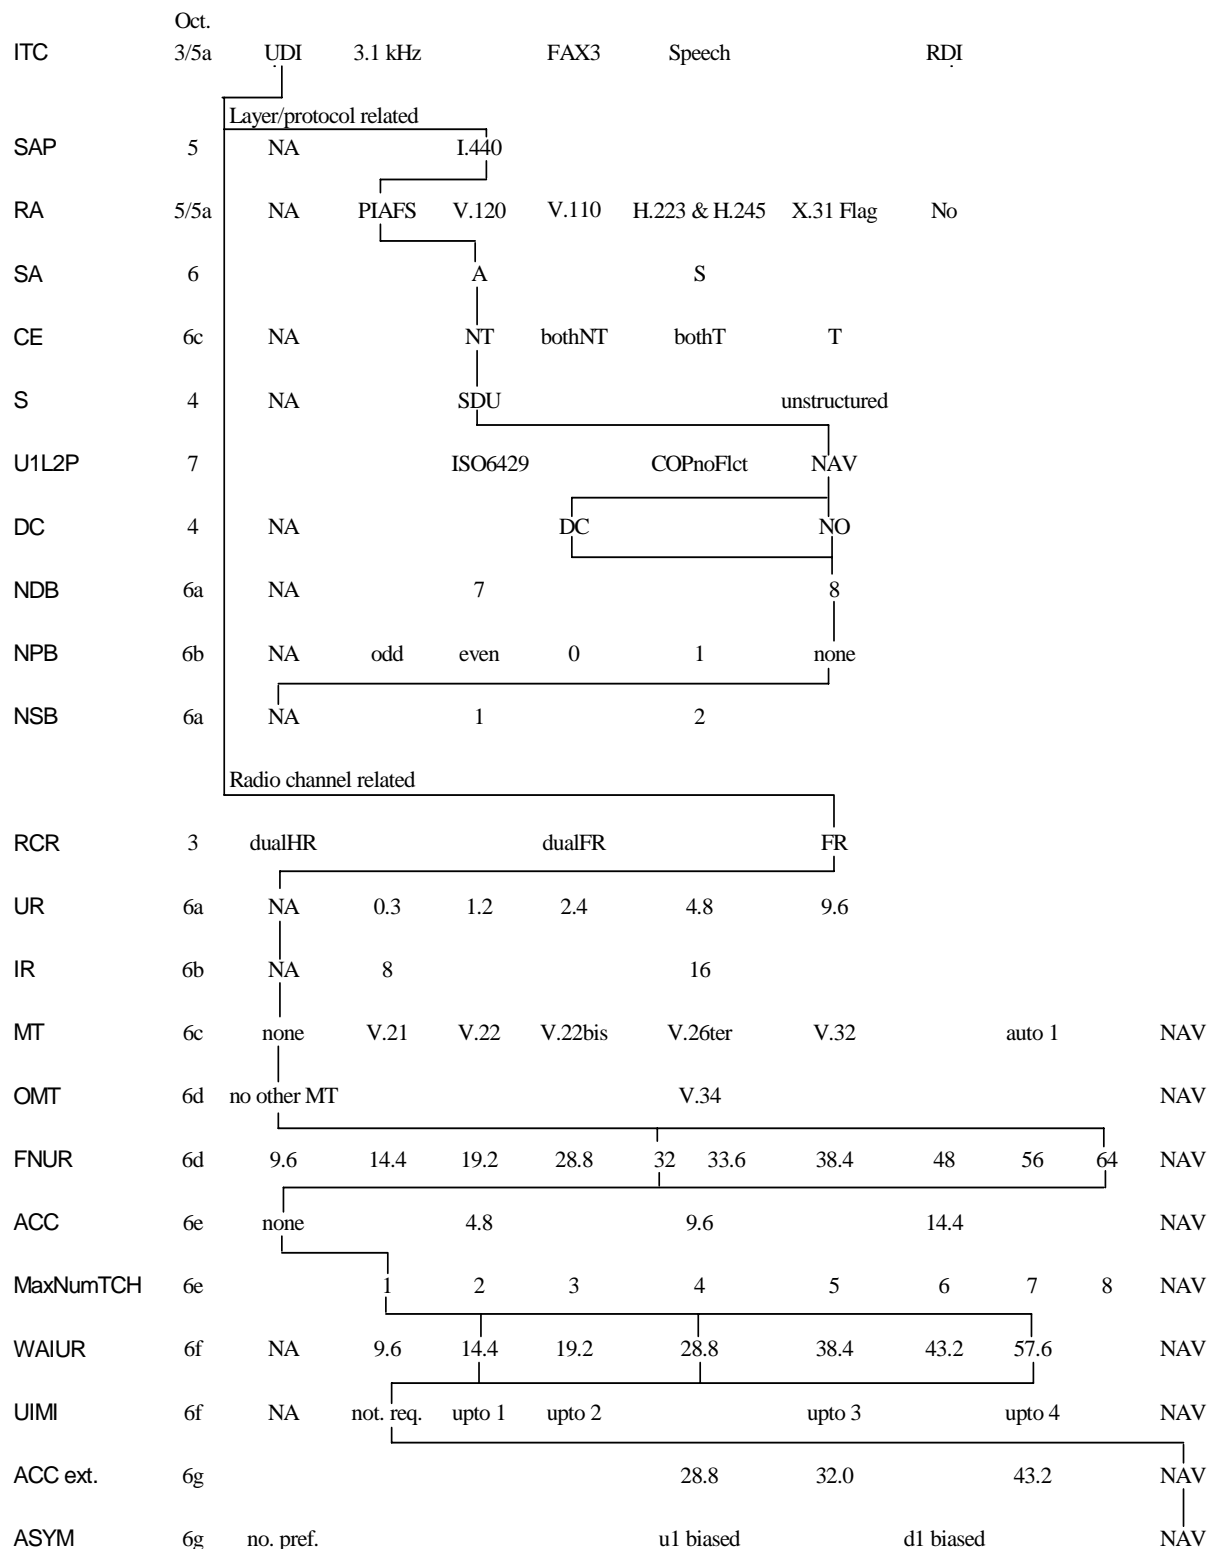 Oct.
ITC 3/5a UDI 3.1 kHz FAX3 Speech RDI
Layer/protocol related
SAP 5 NA I.440
RA 5/5a NA PIAFS V.120 V.110 H.223 & H.245 X.31 Flag No
SA 6 A S
CE 6c NA NT bothNT bothT T
S 4 NA SDU unstructured
U1L2P 7 ISO6429 COPnoFlct NAV
DC 4 NA DC NO
NDB 6a NA 7 8
NPB 6b NA odd even 0 1 none
NSB 6a NA 1 2
Radio channel related
RCR 3 dualHR dualFR FR
UR 6a NA 0.3 1.2 2.4 4.8 9.6
IR 6b NA 8 16
MT 6c none V.21 V.22 V.22bis V.26ter V.32 auto 1 NAV
OMT 6d no other MT V.34 NAV
FNUR 6d 9.6 14.4 19.2 28.8 32 33.6 38.4 48 56 64 NAV
ACC 6e none 4.8 9.6 14.4 NAV
MaxNumTCH 6e 1 2 3 4 5 6 7 8 NAV
WAIUR 6f NA 9.6 14.4 19.2 28.8 38.4 43.2 57.6 NAV
UIMI 6f NA not. req. upto 1 upto 2 upto 3 upto 4 NAV
ACC ext. 6g 28.8 32.0 43.2 NAV
ASYM 6g no. pref. u1 biased d1 biased NAV